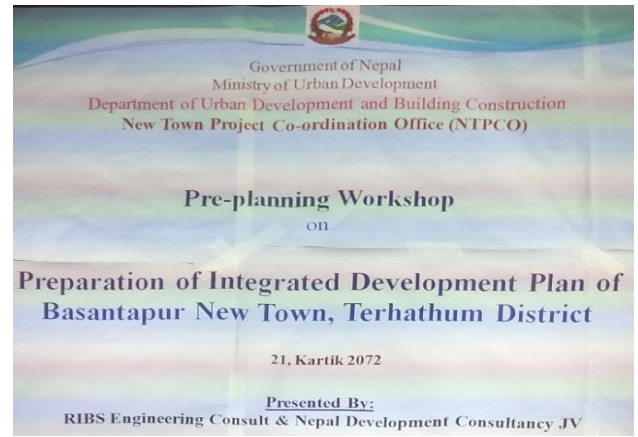 Government of Nepal
Ministry of Urban Development
Department of Urban Development and Building Construction
New Town Project Co-ordination Office (NTPCO)
Pre-planning Workshop
on
Preparation of Integrated Development Plan of
Basantapur New Town, Terhathum District
21, Kartik 2072
Presented By:
RIBS Engineering Consult & Nepal Development Consultancy JV